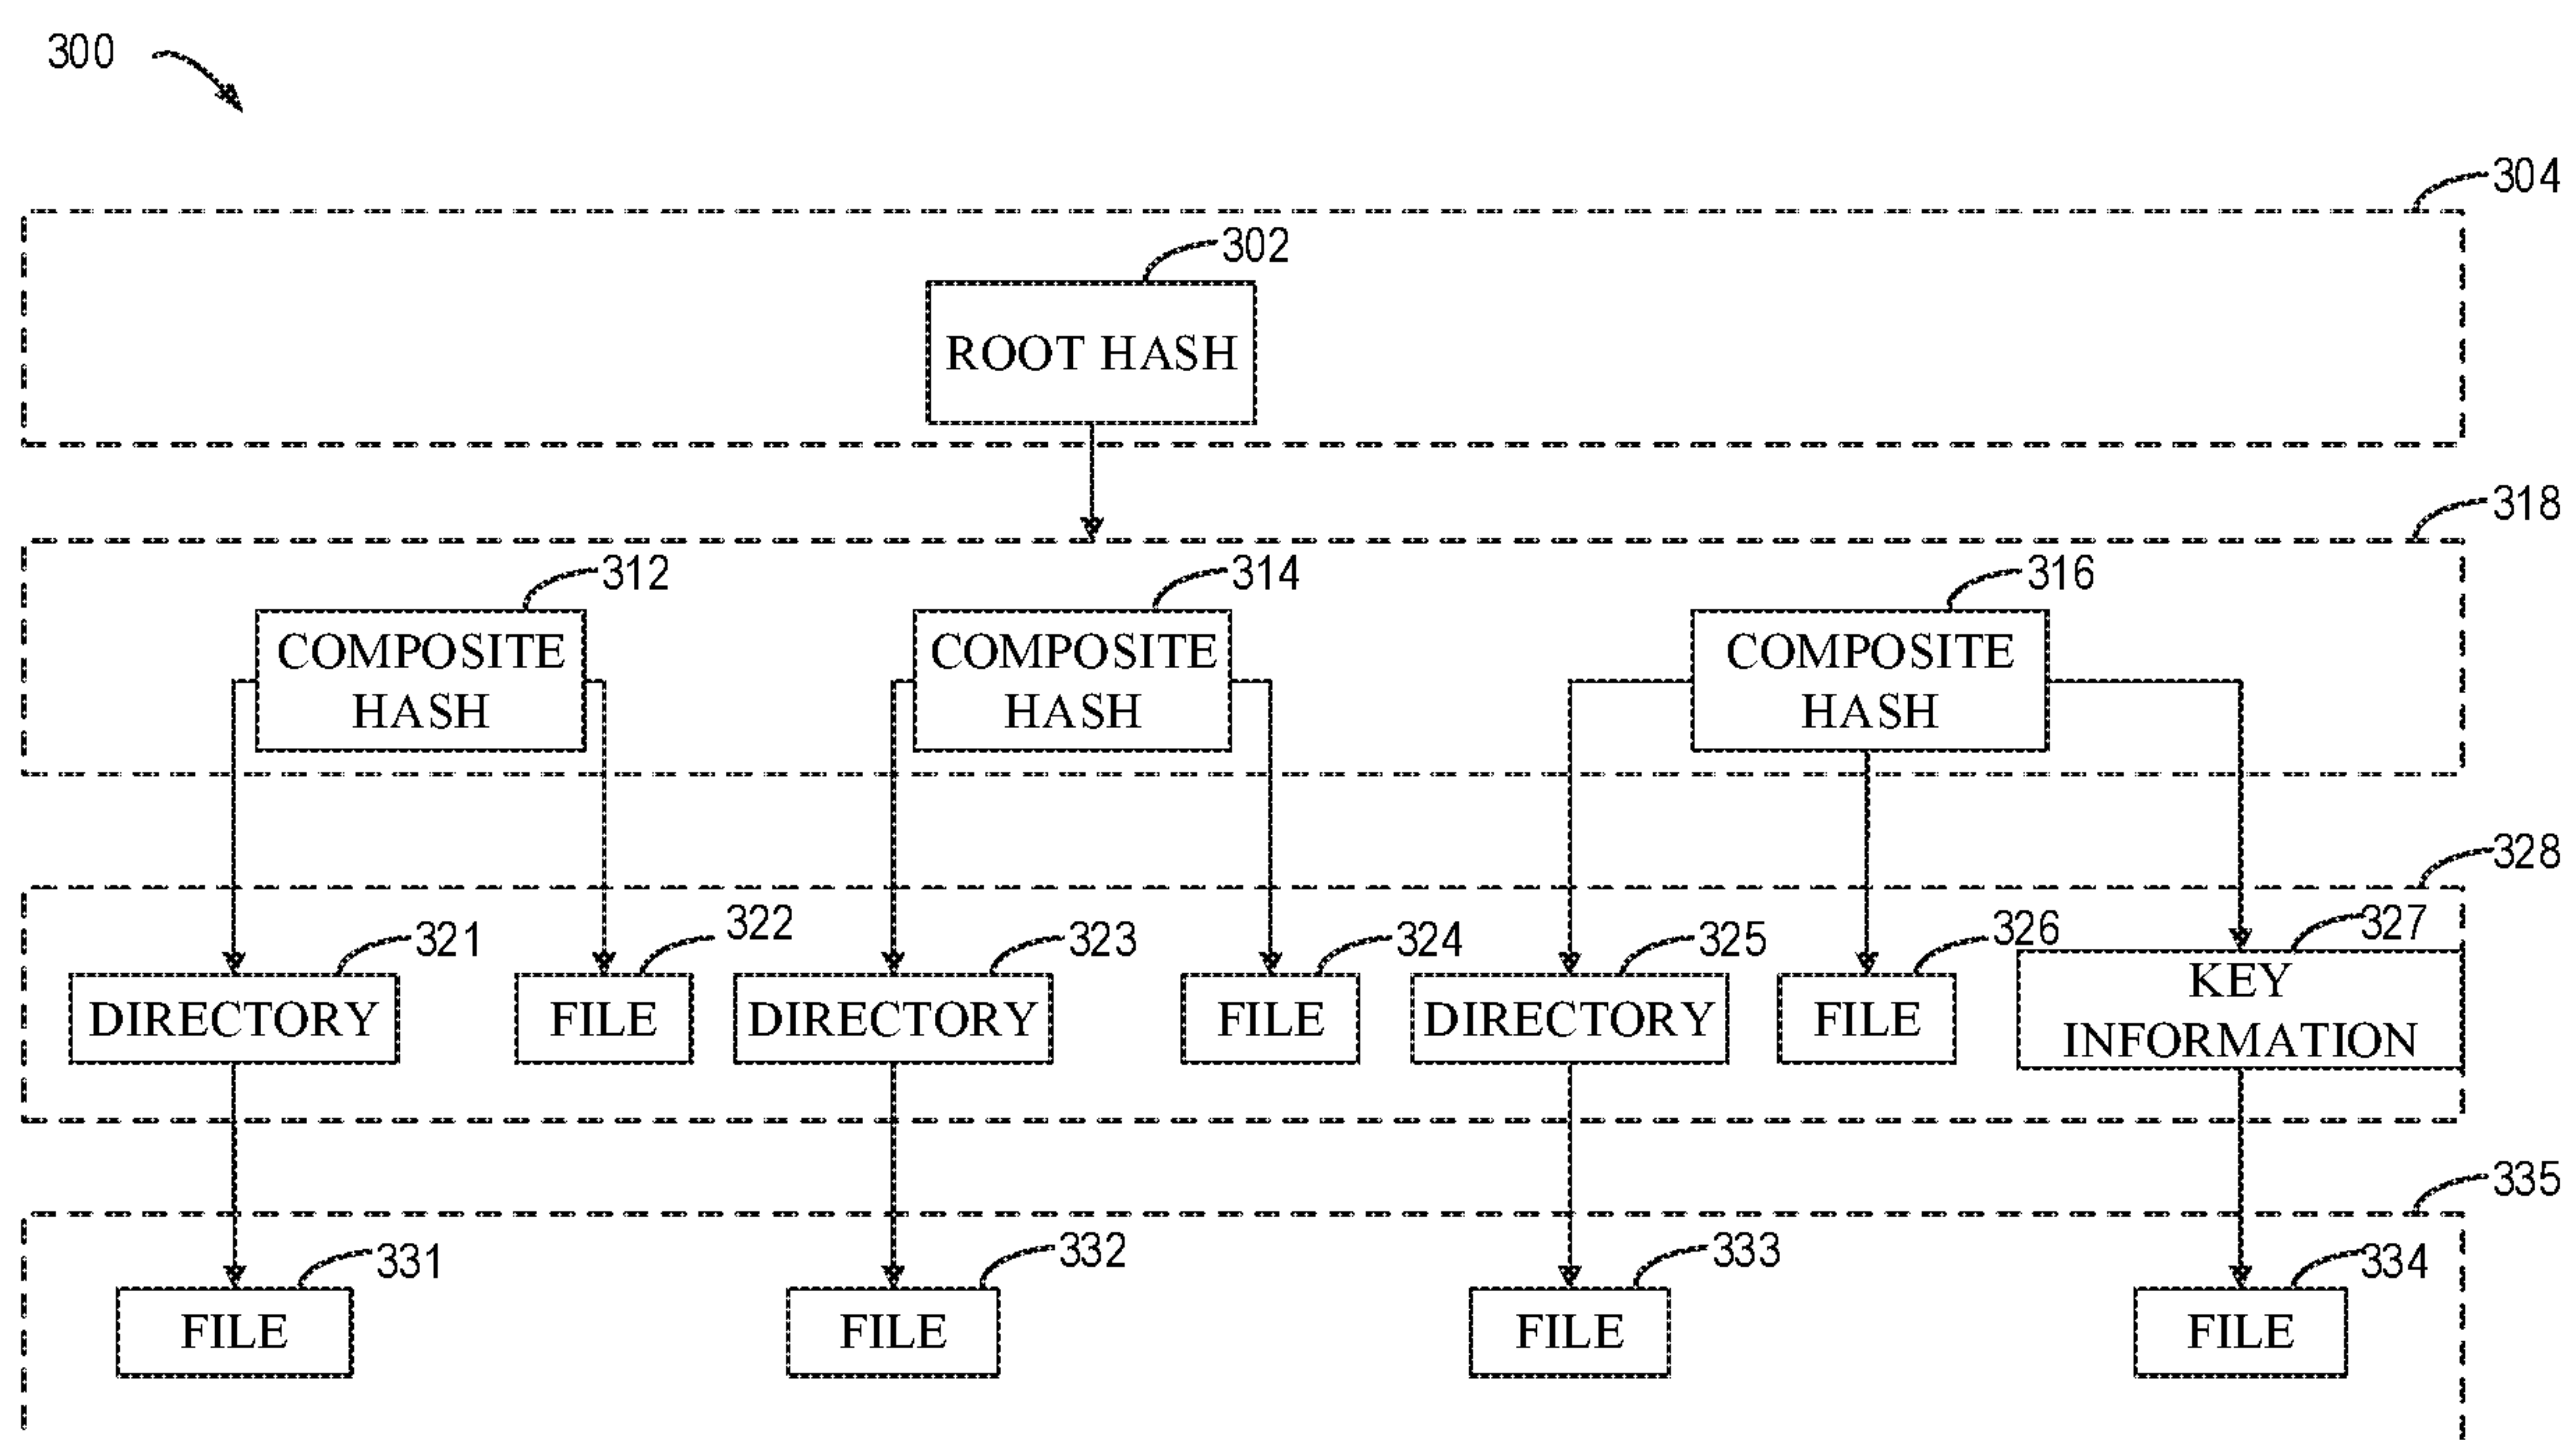 300
304
302
ROOT HASH
318
312
314
316
COMPOSITE
HASH
COMPOSITE
HASH
COMPOSITE
HASH
328
321
322
323
324
325
326
327
DIRECTORY
FILE
DIRECTORY
FILE
DIRECTORY
FILE
KEY
INFORMATION
335
331
332
333
334
FILE
FILE
FILE
FILE